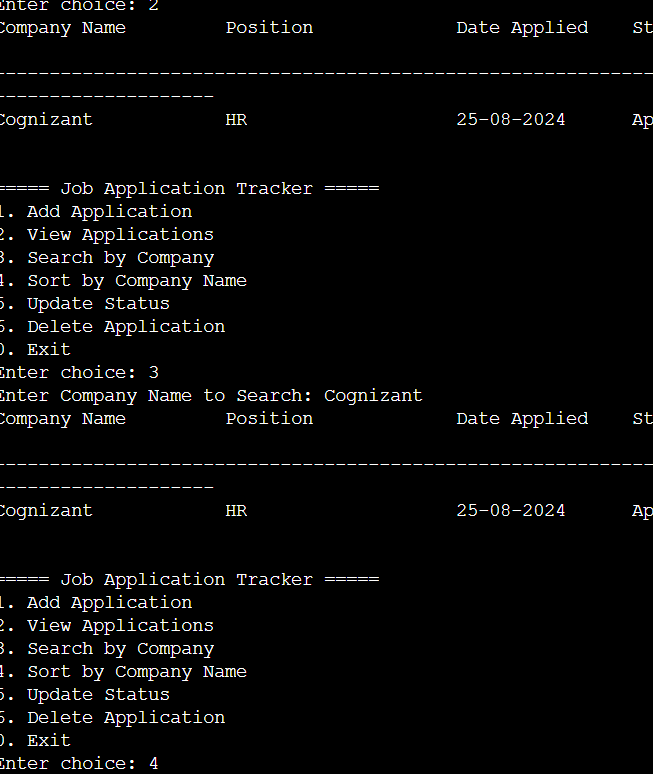 Enter choice: 2
Company Name Position Date Applied St
--------------------------------------------------------------
--------------------
Cognizant HR 25-08-2024 Ap
===== Job Application Tracker =====
1. Add Application
2. View Applications
3. Search by Company
4. Sort by Company Name
5. Update Status
6. Delete Application
0. Exit
Enter choice: 3
Enter Company Name to Search: Cognizant
Company Name Position Date Applied St
--------------------------------------------------------------
--------------------
Cognizant HR 25-08-2024 Ap
===== Job Application Tracker =====
1. Add Application
2. View Applications
3. Search by Company
4. Sort by Company Name
5. Update Status
6. Delete Application
0. Exit
Enter choice: 4